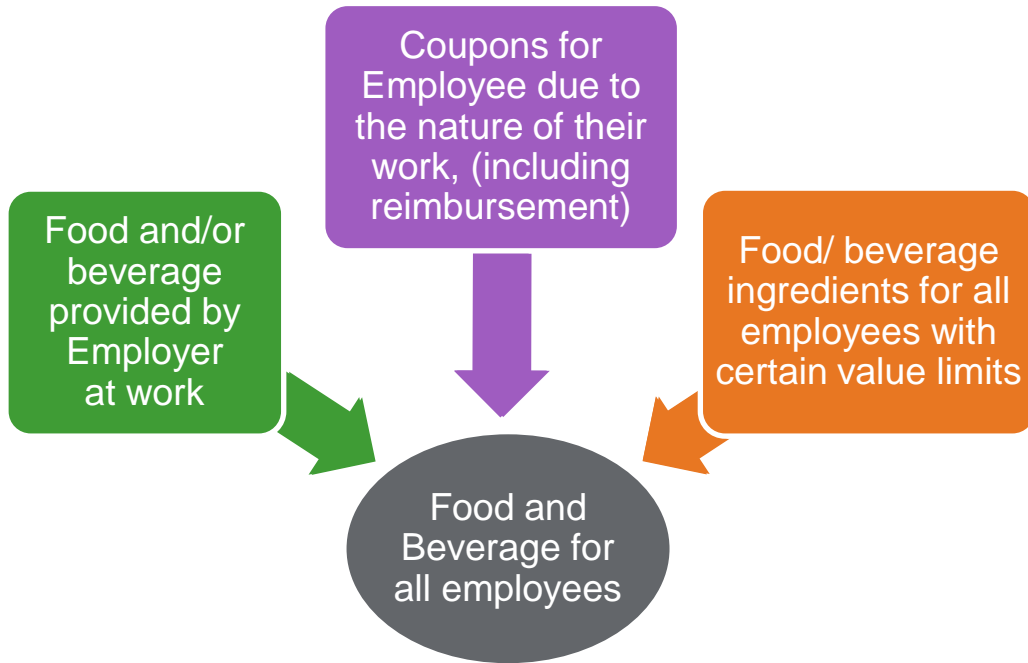 Food and/or
beverage
provided by
Employer
at work
Coupons for
Employee due to
the nature of their
work, (including
reimbursement)
Food/ beverage
ingredients for all
employees with
certain value limits
Food and
Beverage for
all employees